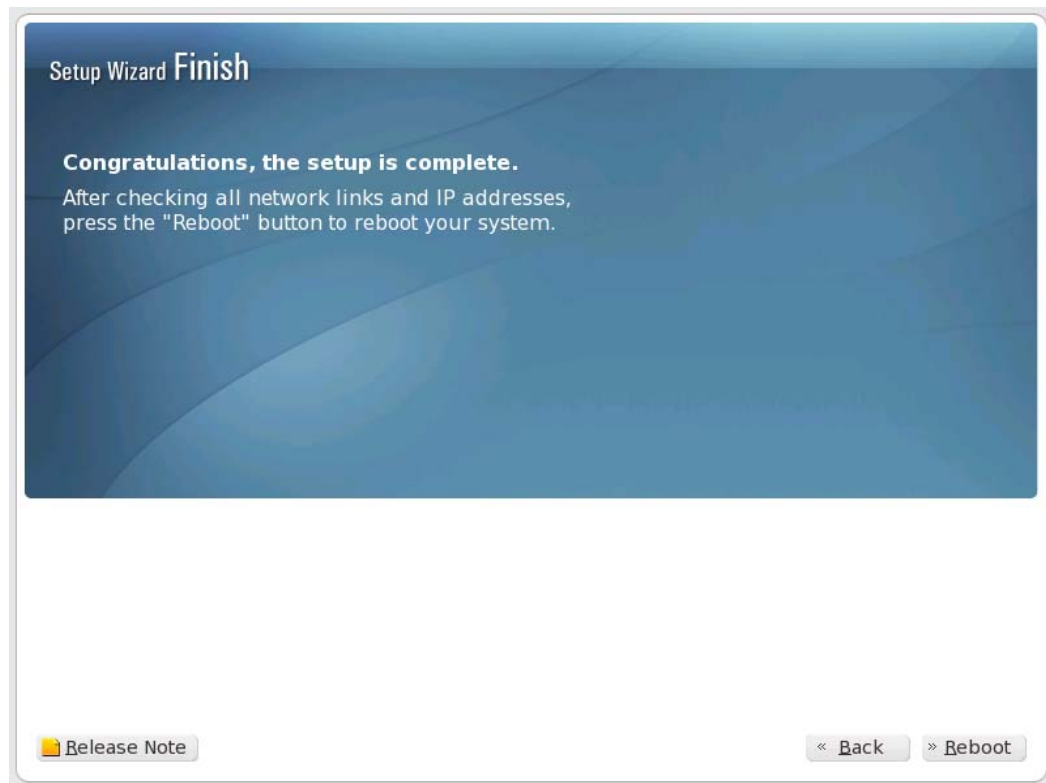 Setup Wizard Finish
Congratulations, the setup is complete.
After checking all network links and IP addresses,
press the "Reboot" button to reboot your system.
Release Note
« Back
» Reboot